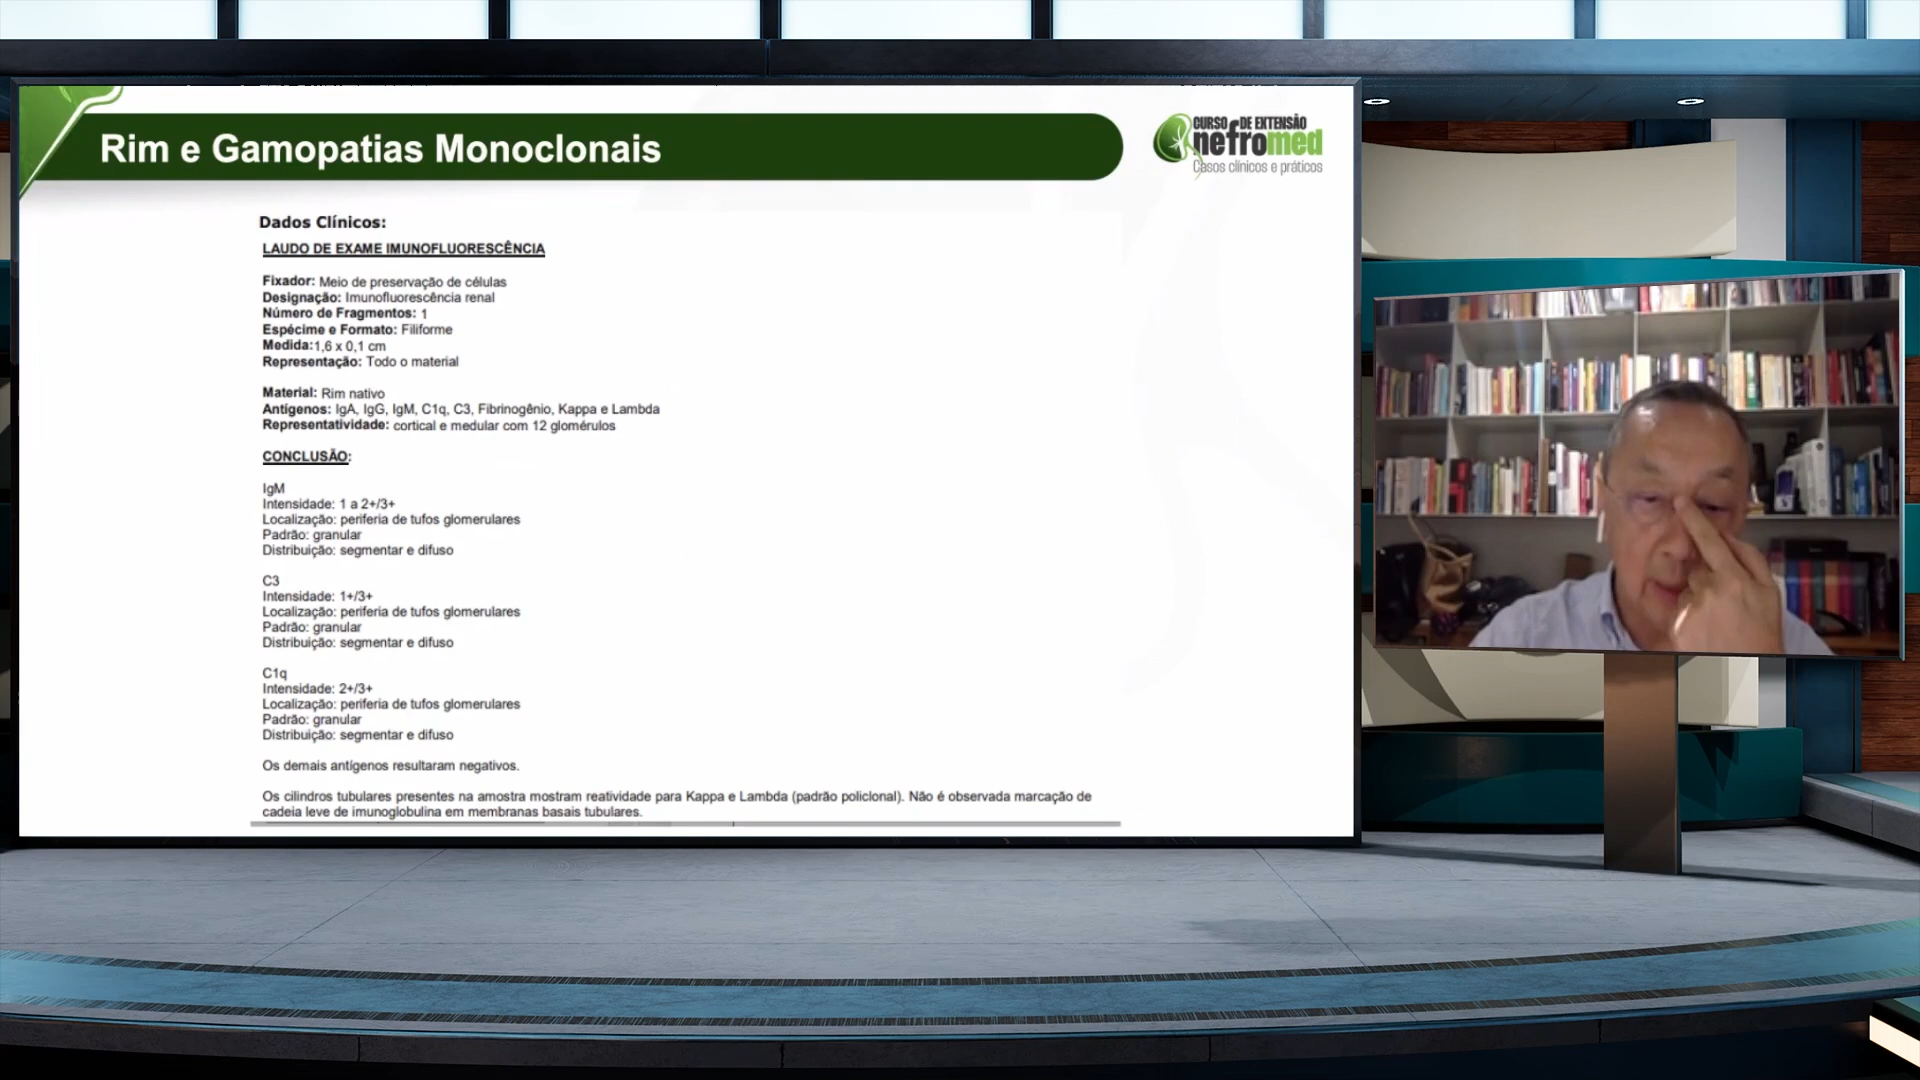 Rim e Gamopatias Monoclonais
CURSO DE EXTENSÃO
nefromed
Casos clínicos e práticos
Dados Clínicos:
LAUDO DE EXAME IMUNOFLUORESCÊNCIA
Fixador: Meio de preservação de células
Designação: Imunofluorescência renal
Número de Fragmentos: 1
Espécime e Formato: Filiforme
Medida:1,6 x 0,1 cm
Representação: Todo o material
Material: Rim nativo
Antígenos: IgA, IgG, IgM, C1q, C3, Fibrinogênio, Kappa e Lambda
Representatividade: cortical e medular com 12 glomérulos
CONCLUSÃO:
IgM
Intensidade: 1 a 2+/3+
Localização: periferia de tufos glomerulares
Padrão: granular
Distribuição: segmentar e difuso
C3
Intensidade: 1+/3+
Localização: periferia de tufos glomerulares
Padrão: granular
Distribuição: segmentar e difuso
C1q
Intensidade: 2+/3+
Localização: periferia de tufos glomerulares
Padrão: granular
Distribuição: segmentar e difuso
Os demais antígenos resultaram negativos.
Os cilindros tubulares presentes na amostra mostram reatividade para Kappa e Lambda (padrão policlonal). Não é observada marcação de
cadeia leve de imunoglobulina em membranas basais tubulares.